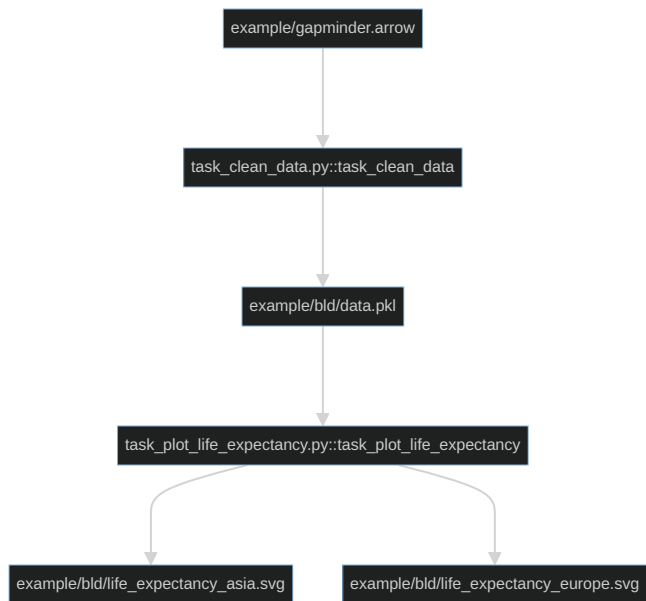 example/gapminder.arrow
task_clean_data.py::task_clean_data
example/bld/data.pkl
task_plot_life_expectancy.py::task_plot_life_expectancy
example/bld/life_expectancy_asia.svg
example/bld/life_expectancy_europe.svg